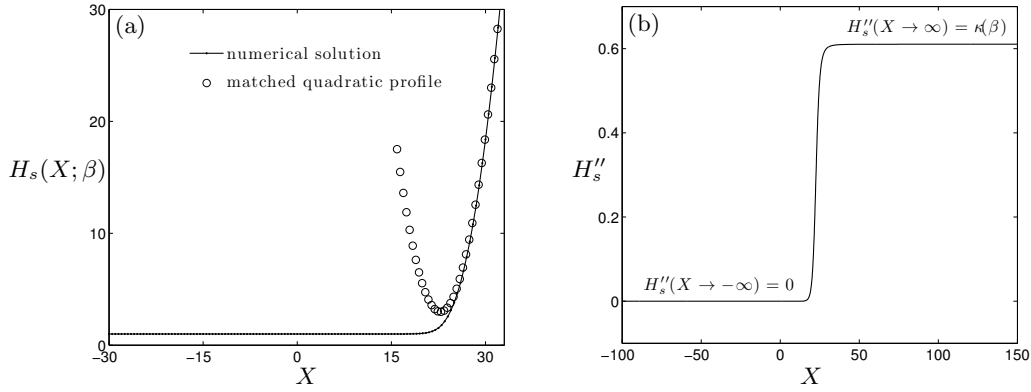 (a)
numerical solution
matched quadratic profile
H_s(X; β)
30
20
10
0
−30
−15
0
15
30
X
(b)
H_s''(X → ∞) = κ(β)
H_s''(X → −∞) = 0
H_s''
0.6
0.4
0.2
0
−100
−50
0
50
100
150
X